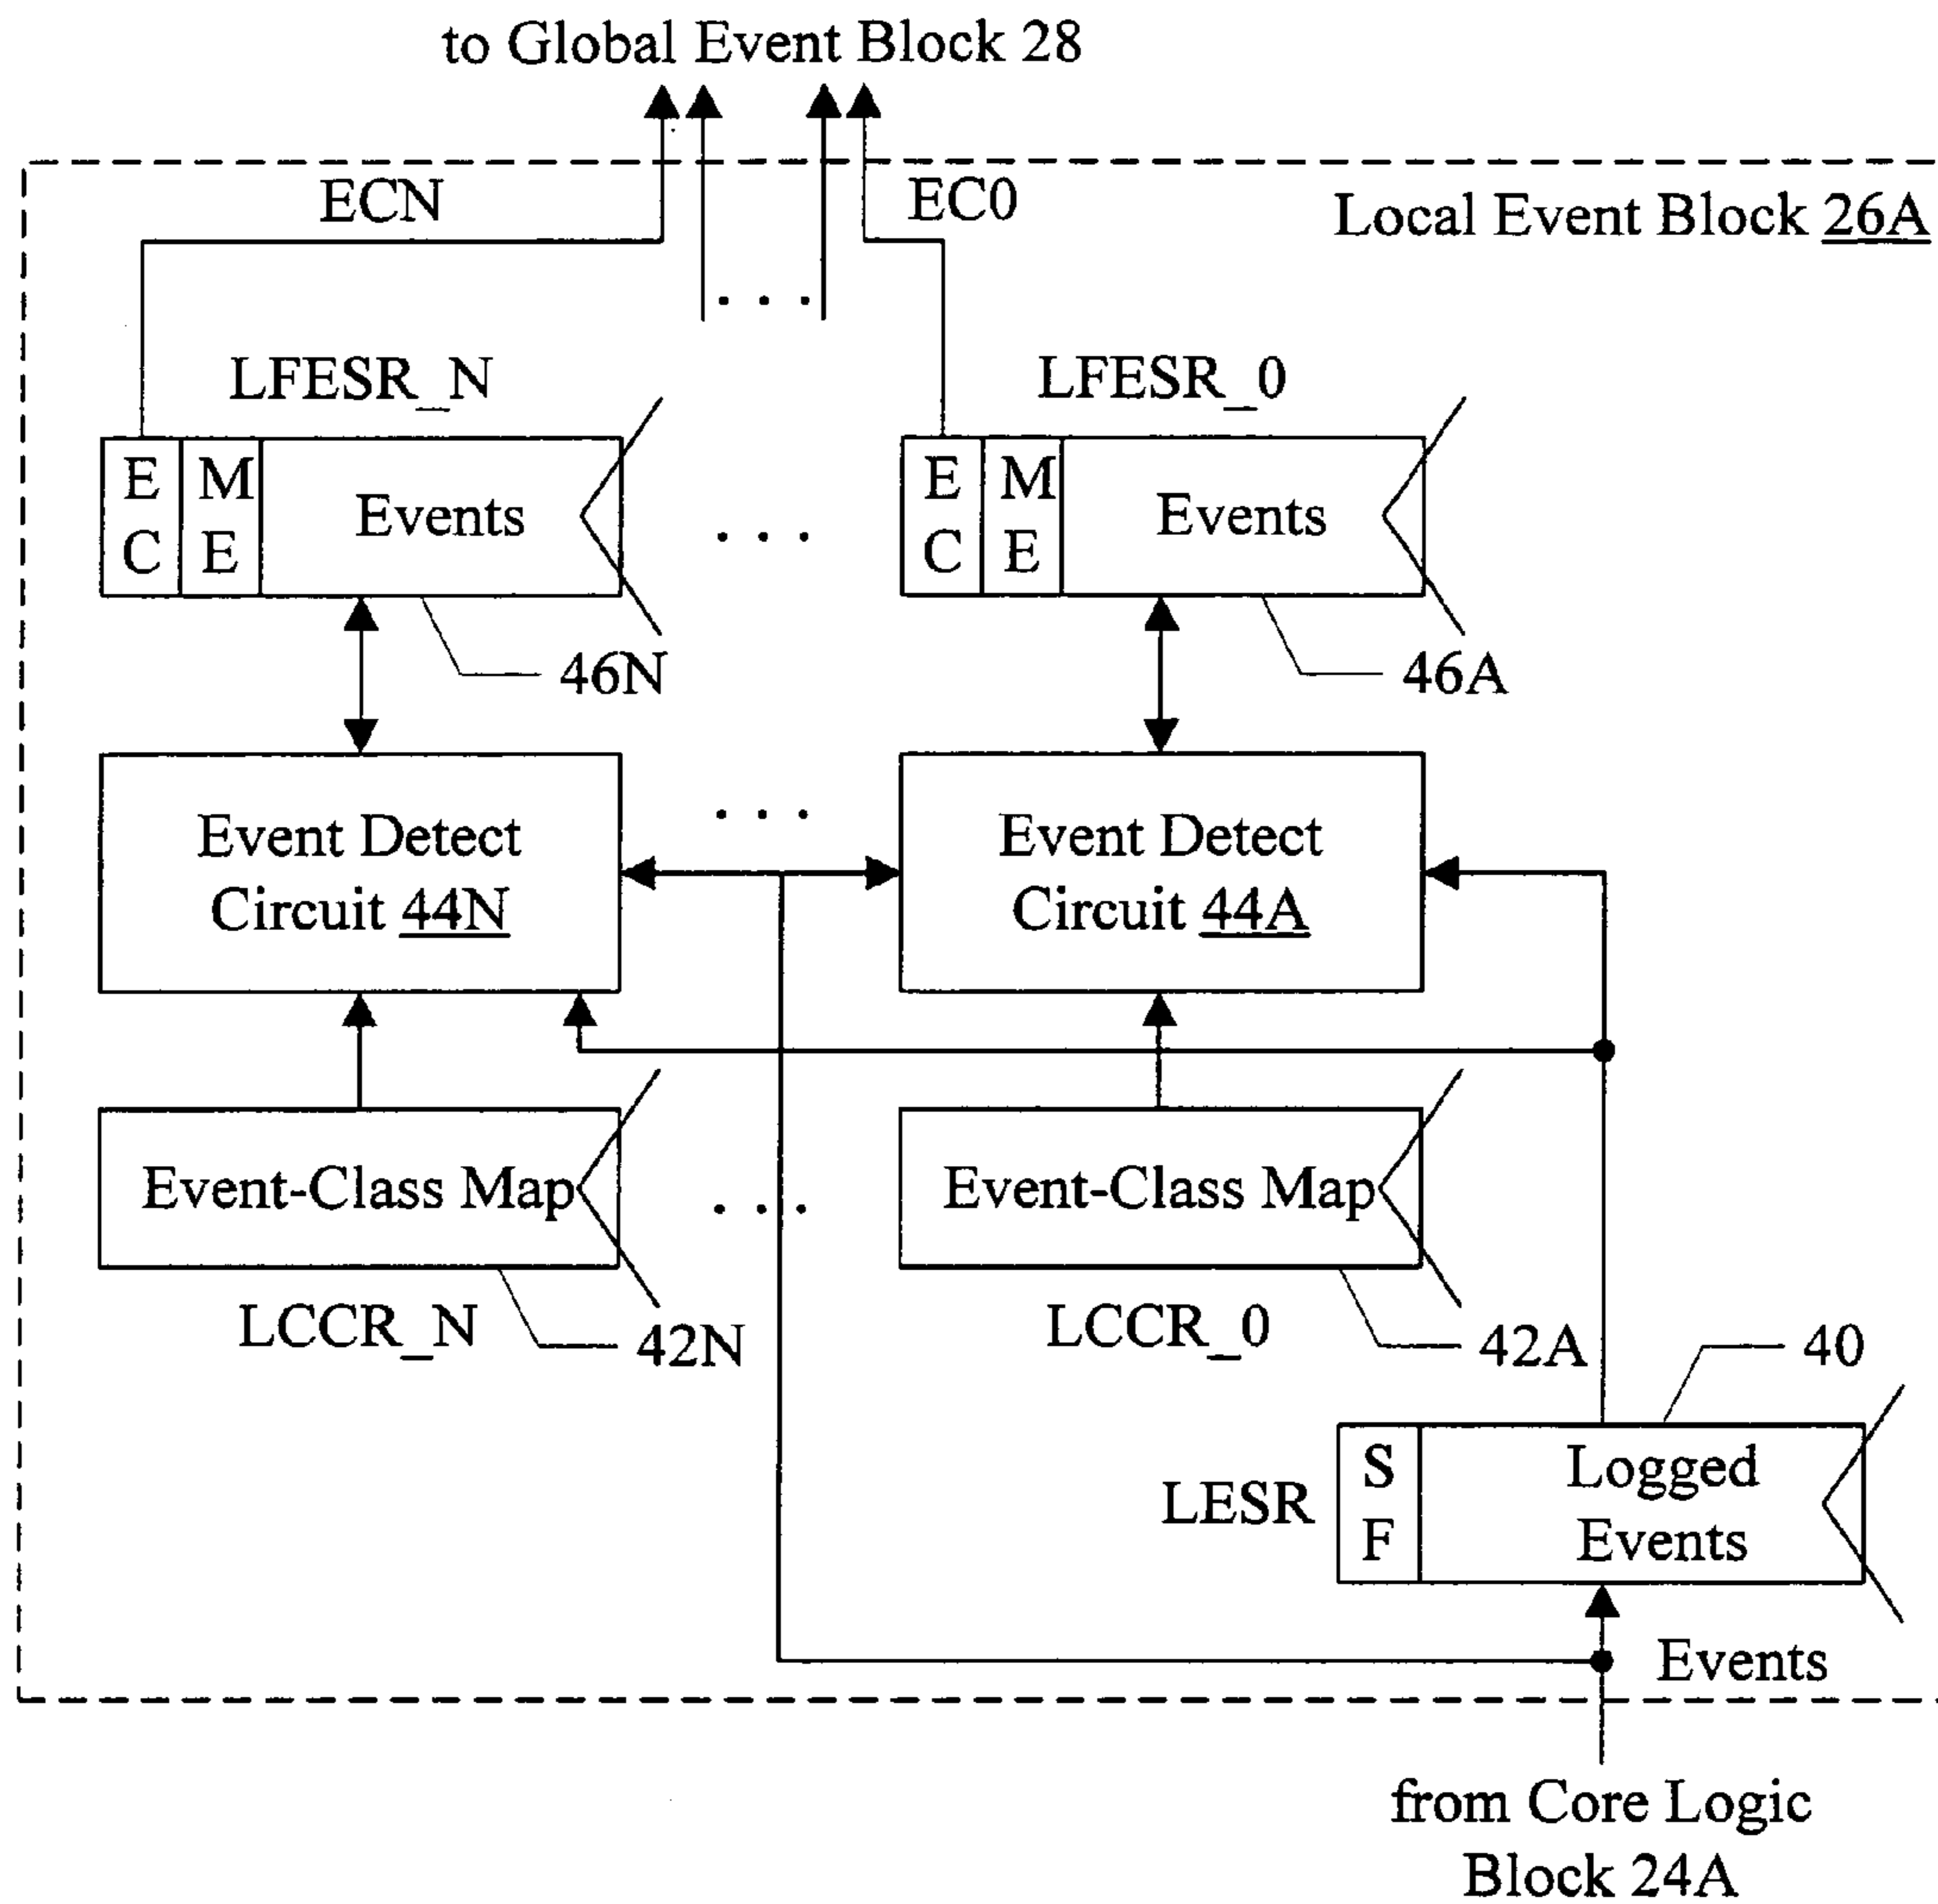 to Global Event Block 28
ECN
EC0
Local Event Block 26A
LFESR_N
LFESR_0
E
C
M
E
Events
. . .
E
C
M
E
Events
46N
46A
Event Detect
Circuit 44N
Event Detect
Circuit 44A
Event-Class Map
Event-Class Map
LCCR_N
42N
LCCR_0
42A
40
LESR
S
F
Logged
Events
Events
from Core Logic
Block 24A